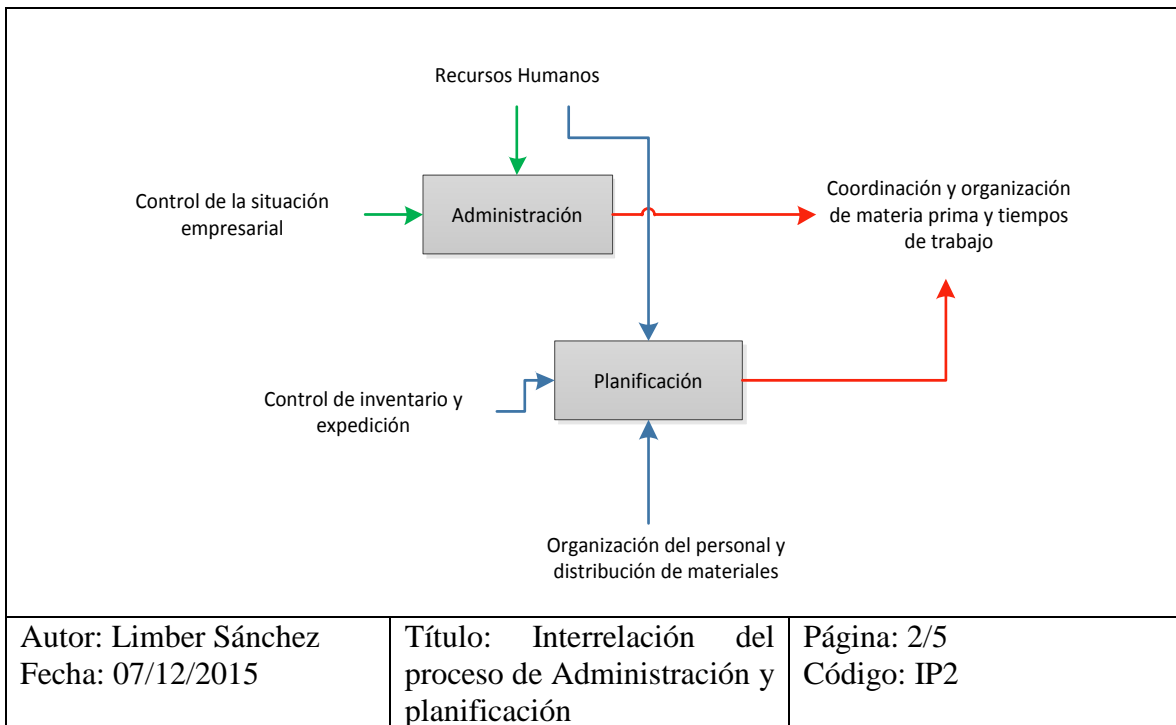 Recursos Humanos
Control de la situación
empresarial
Administración
Coordinación y organización
de materia prima y tiempos
de trabajo
Planificación
Control de inventario y
expedición
Organización del personal y
distribución de materiales
Autor: Limber Sánchez
Fecha: 07/12/2015
Título: Interrelación del
proceso de Administración y
planificación
Página: 2/5
Código: IP2